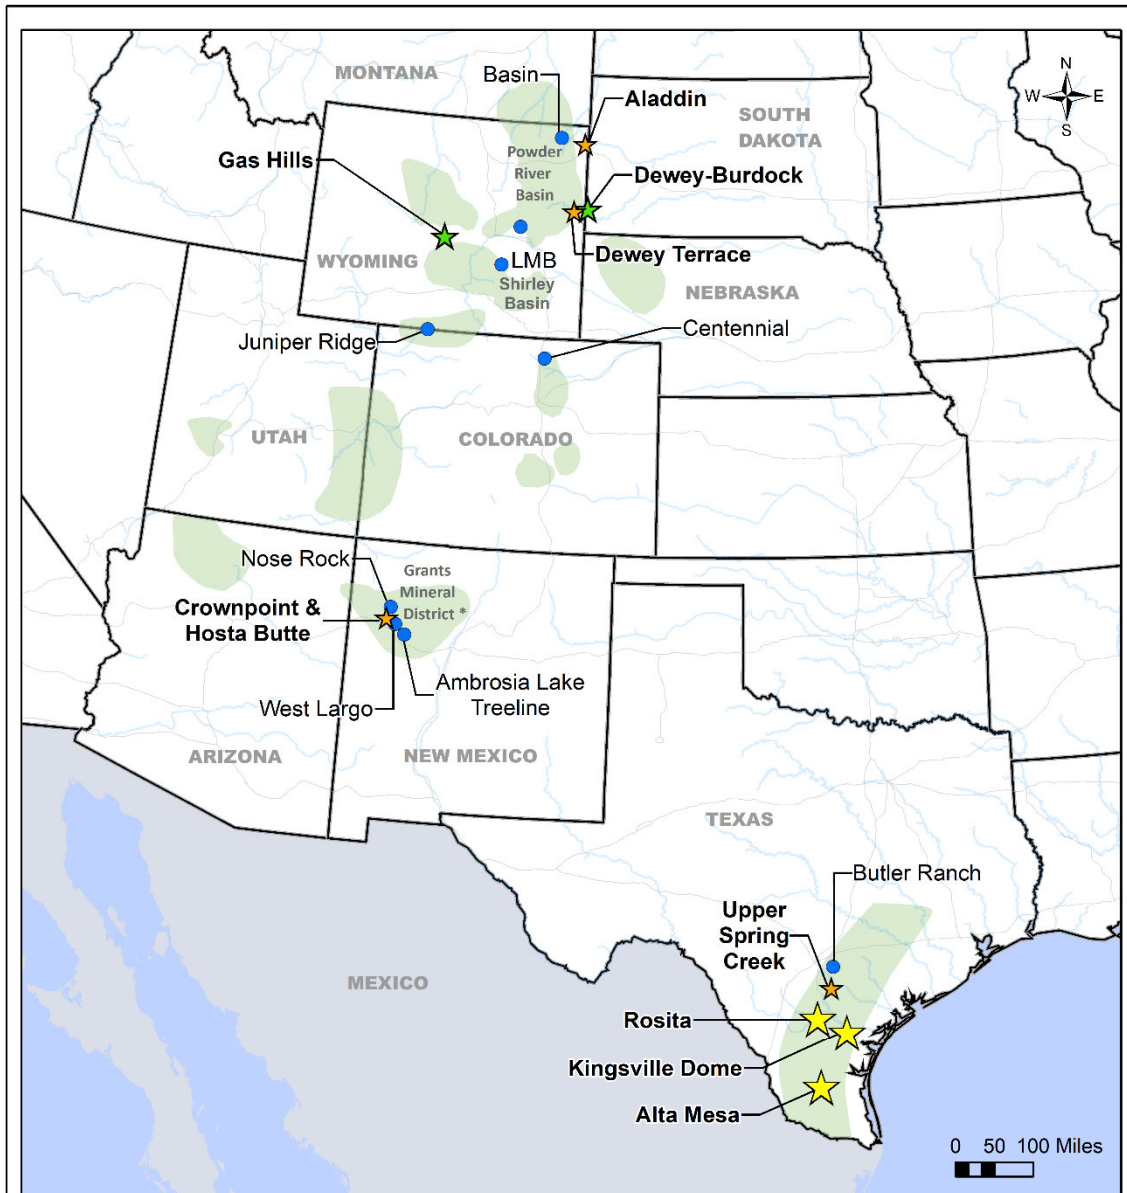 MONTANA
Basin
Aladdin
N
W
E
S
SOUTH
DAKOTA
Gas Hills
Powder
River
Basin
Dewey-Burdock
WYOMING
LMB
Dewey Terrace
Shirley
Basin
NEBRASKA
Juniper Ridge
Centennial
UTAH
COLORADO
Nose Rock
Grants
Mineral
District *
Crownpoint &
Hosta Butte
West Largo
Ambrosia Lake
Treeline
ARIZONA
NEW MEXICO
TEXAS
Butler Ranch
Upper
Spring
Creek
MEXICO
Rosita
Kingsville Dome
Alta Mesa
0 50 100 Miles